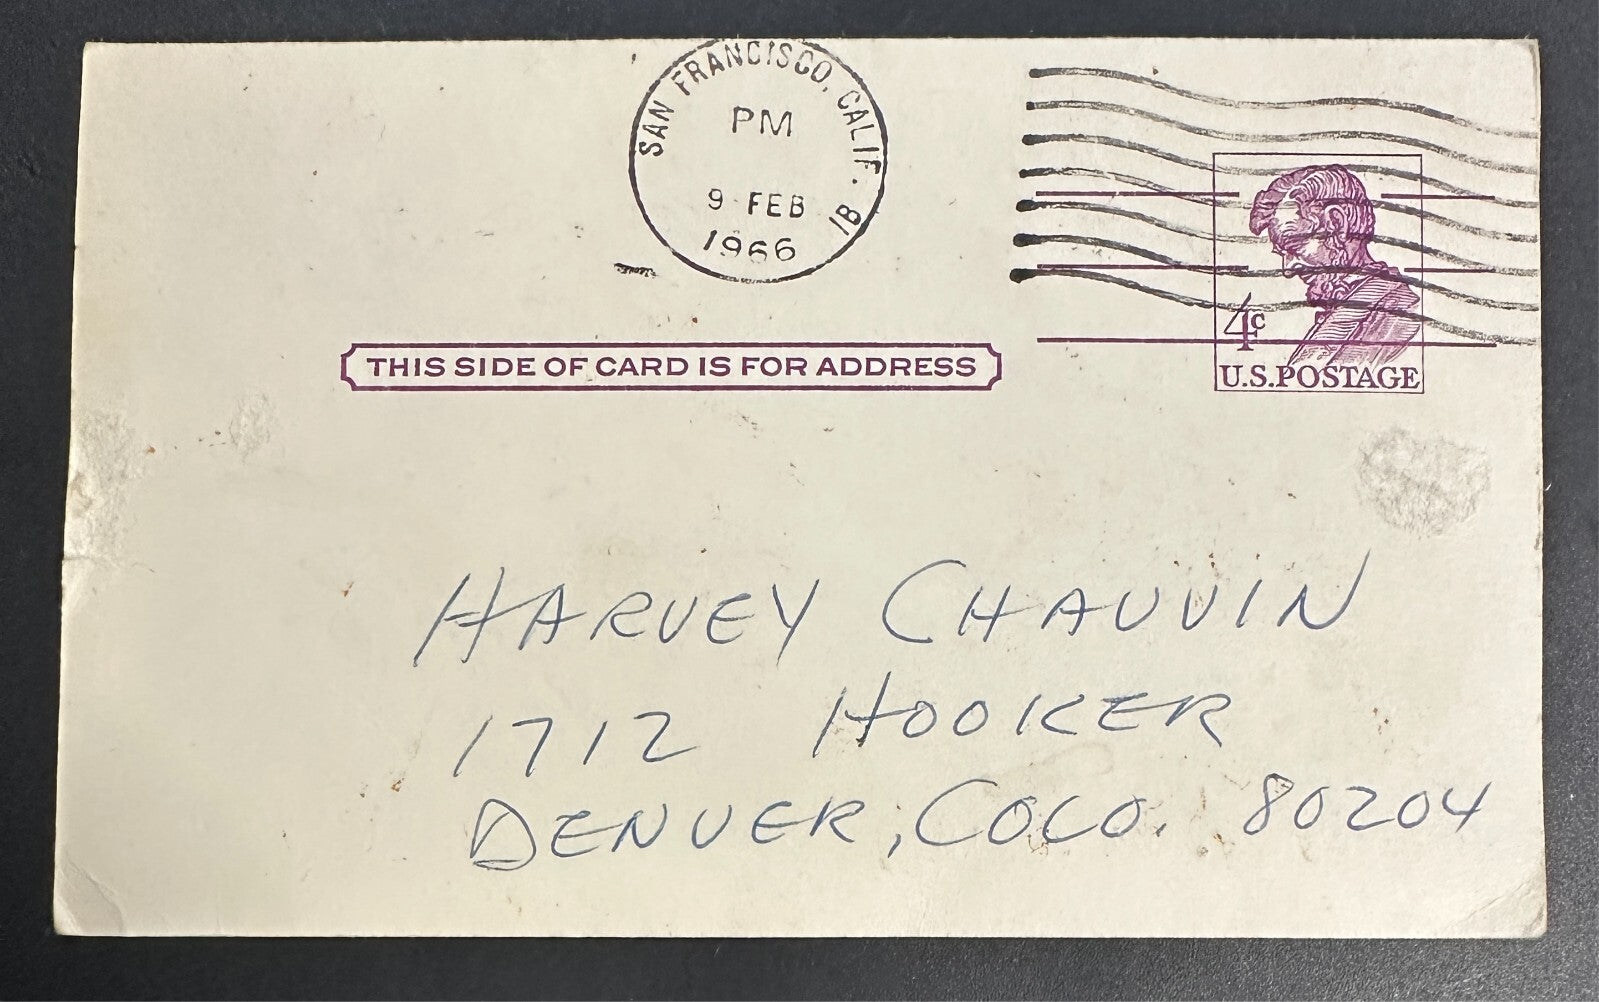 SAN FRANCISCO, CALIF. 1B
PM
9 FEB
1966
4c
U.S.POSTAGE
THIS SIDE OF CARD IS FOR ADDRESS
HARVEY CHAUVIN
1712 HOOKER
DENVER, COLO. 80204